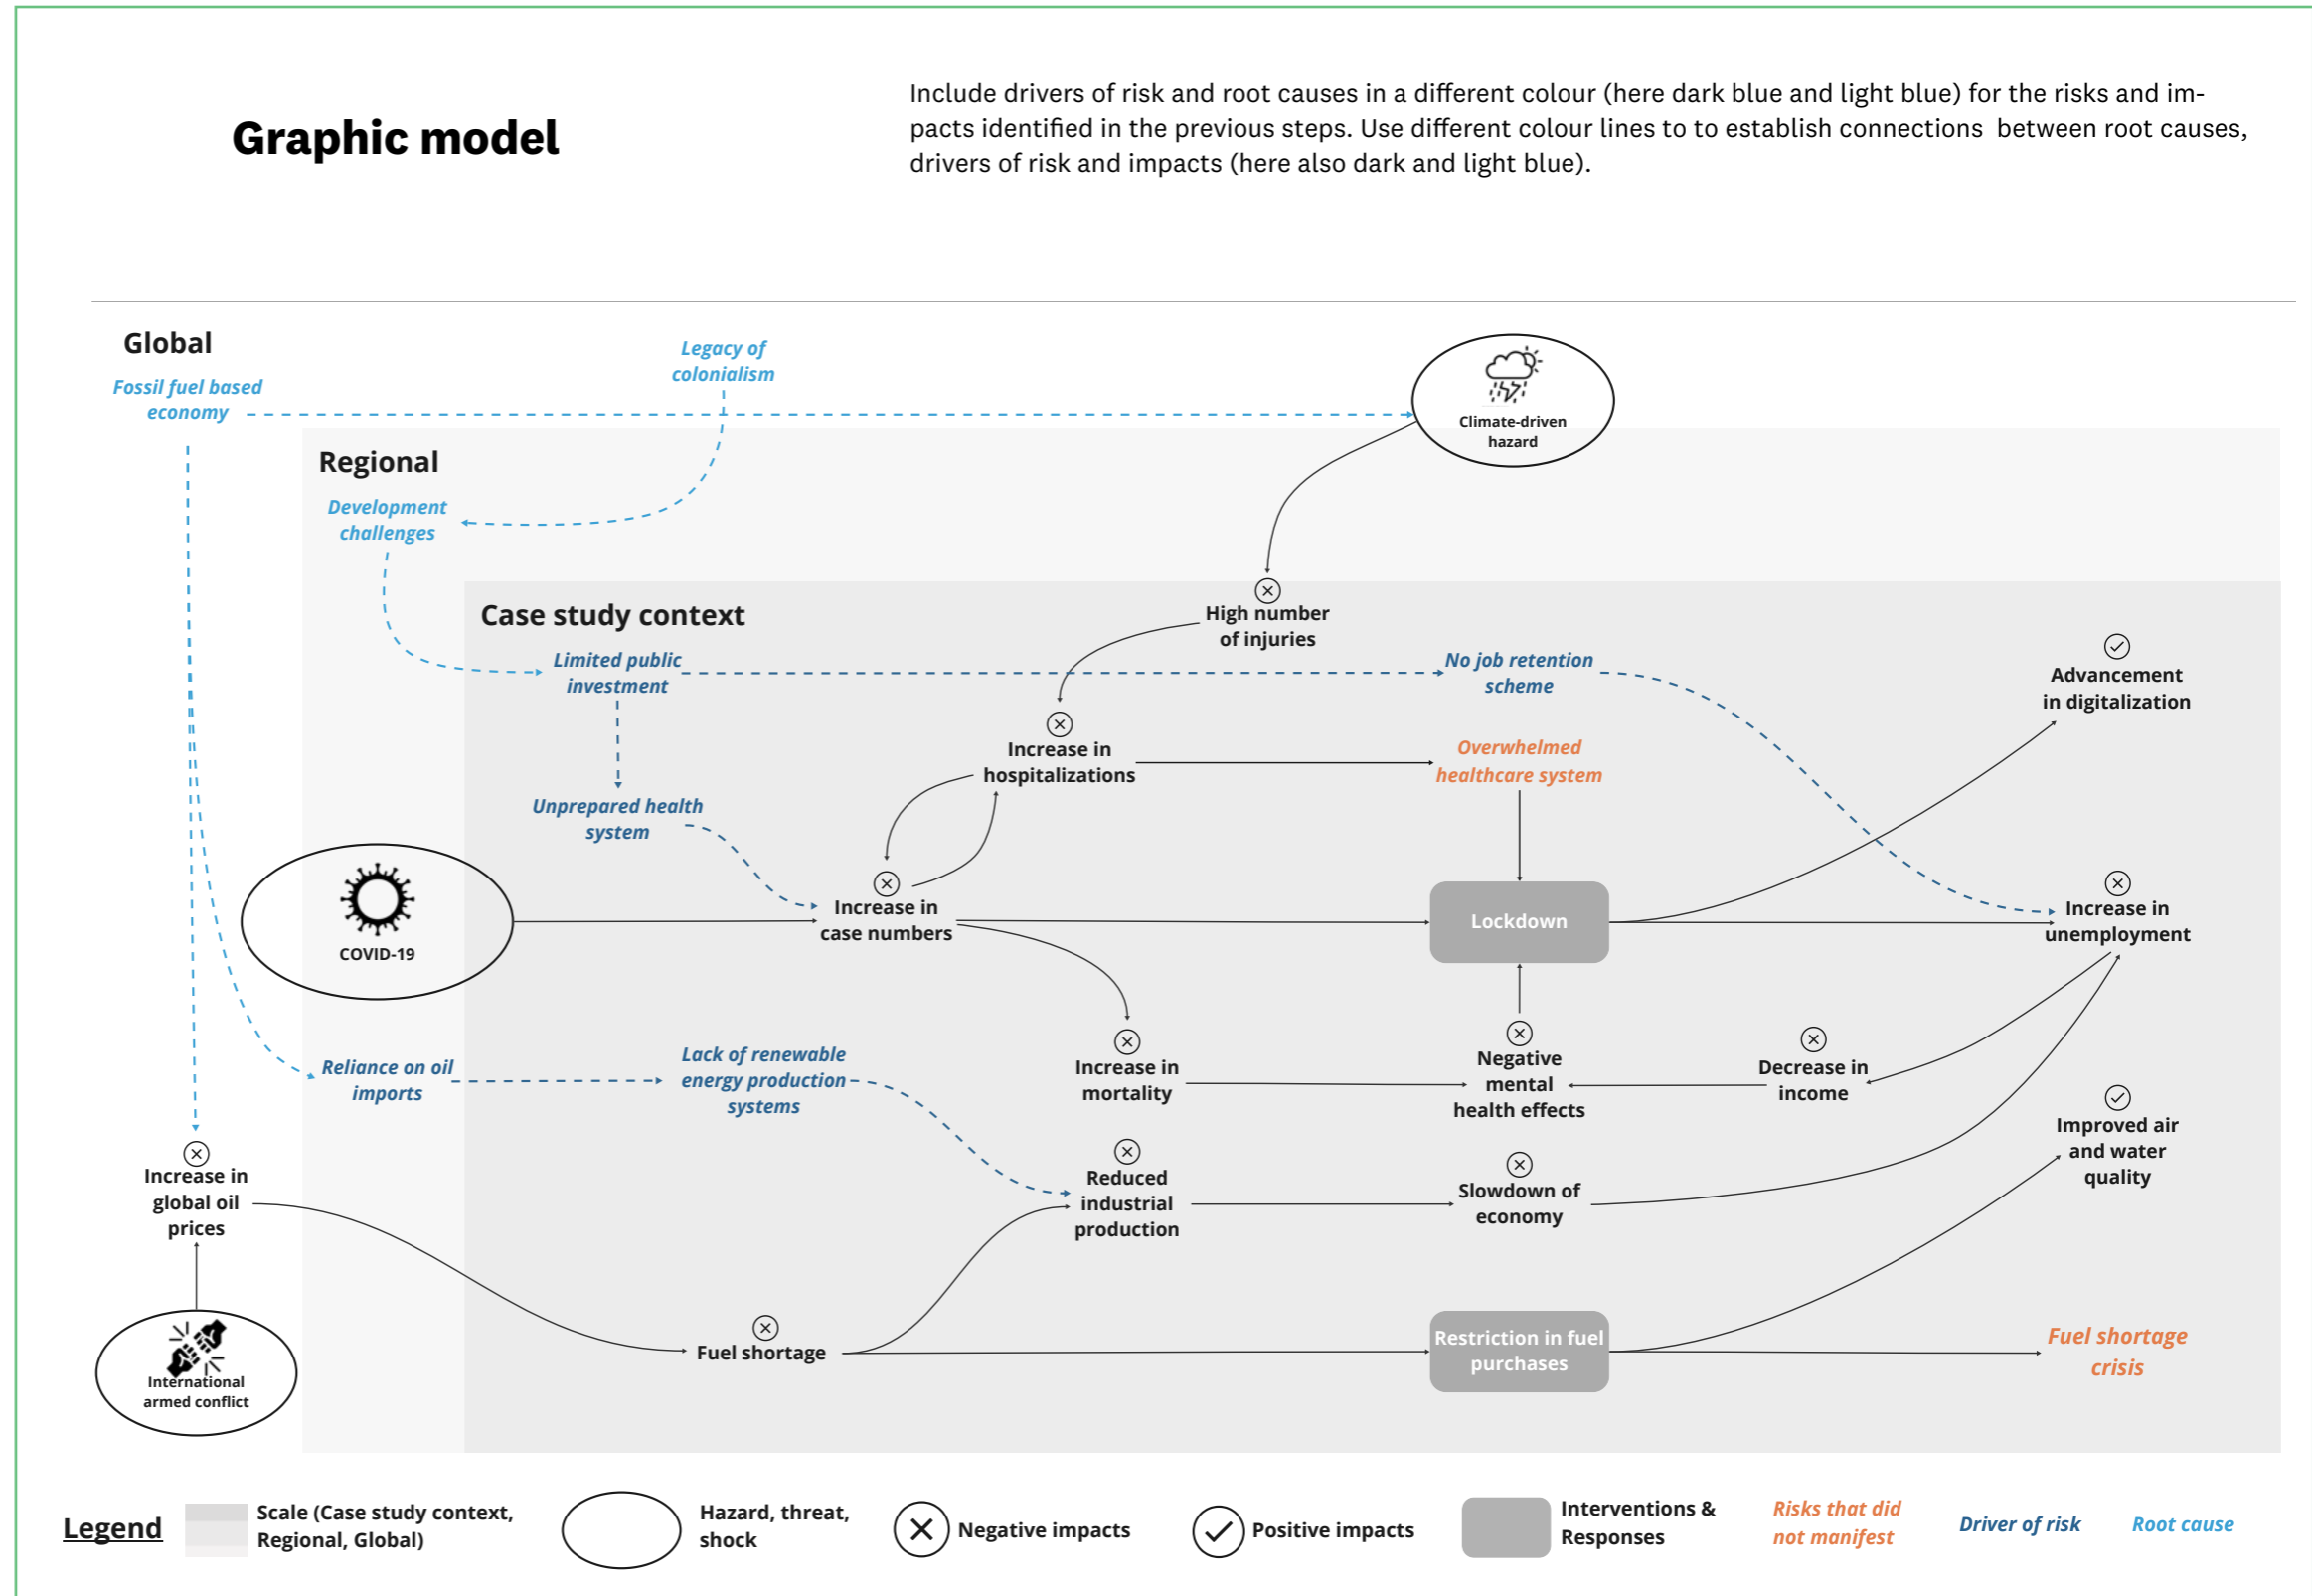 Graphic model
Include drivers of risk and root causes in a different colour (here dark blue and light blue) for the risks and im-
pacts identified in the previous steps. Use different colour lines to to establish connections between root causes,
drivers of risk and impacts (here also dark and light blue).
Global
Fossil fuel based
economy
Legacy of
colonialism
Climate-driven
hazard
Regional
Development
challenges
Case study context
High number
of injuries
Limited public
investment
No job retention
scheme
Advancement
in digitalization
Increase in
hospitalizations
Overwhelmed
healthcare system
Unprepared health
system
COVID-19
Increase in
case numbers
Lockdown
Increase in
unemployment
Reliance on oil
imports
Lack of renewable
energy production
systems
Increase in
mortality
Negative
mental
health effects
Decrease in
income
Improved air
and water
quality
Increase in
global oil
prices
Reduced
industrial
production
Slowdown of
economy
International
armed conflict
Fuel shortage
Restriction in fuel
purchases
Fuel shortage
crisis
Legend
Scale (Case study context,
Regional, Global)
Hazard, threat,
shock
Negative impacts
Positive impacts
Interventions &
Responses
Risks that did
not manifest
Driver of risk
Root cause